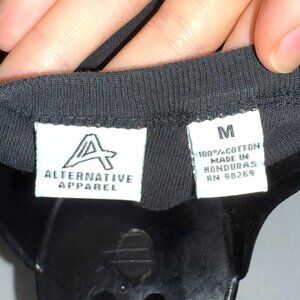 ALTERNATIVE
APPAREL
M
100% COTTON
MADE IN
HONDURAS
RN 98269